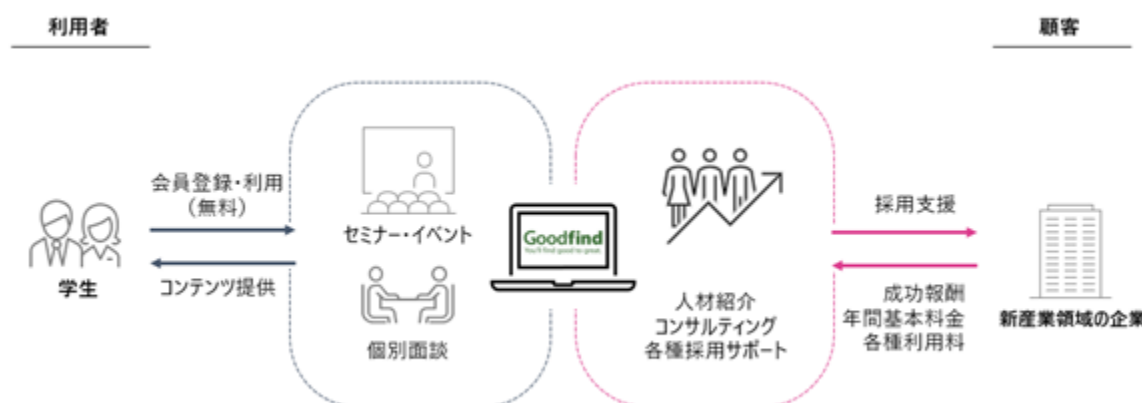 利用者
顧客
会員登録・利用
(無料)
コンテンツ提供
学生
セミナー・イベント
個別面談
Goodfind
You'll find good to great.
人材紹介
コンサルティング
各種採用サポート
採用支援
成功報酬
年間基本料金
各種利用料
新産業領域の企業